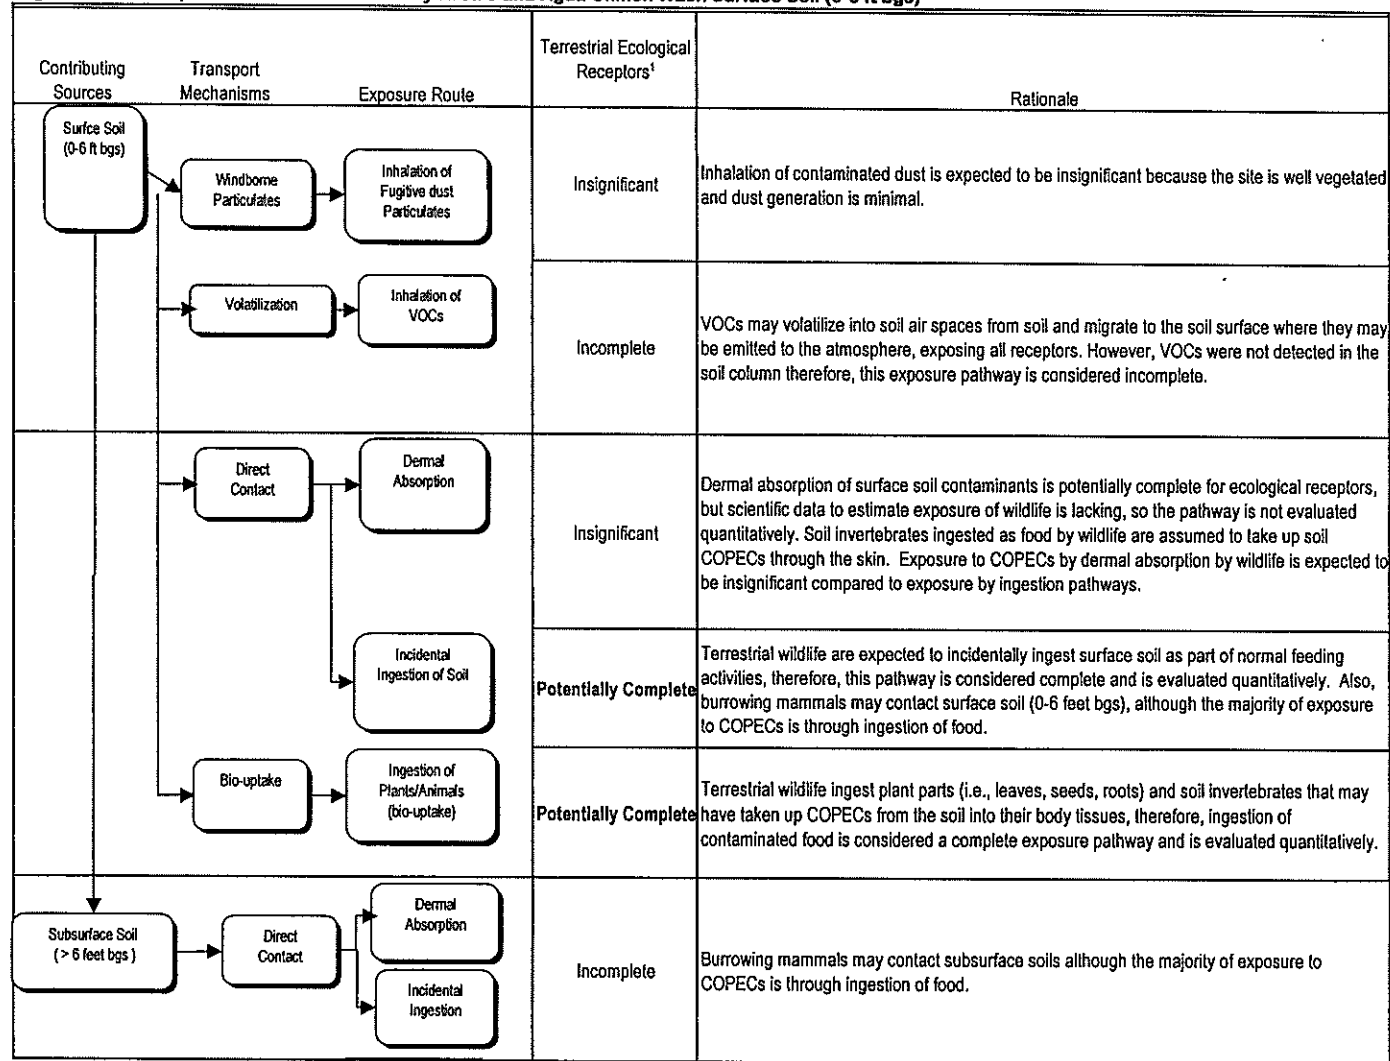 Surface Soil (0-6 ft bgs)
Terrestrial Ecological
Receptors¹
Contributing
Sources
Transport
Mechanisms
Exposure Route
Rationale
Surfce Soil
(0-6 ft bgs)
Windborne
Particulates
Inhalation of
Fugitive dust
Particulates
Insignificant
Inhalation of contaminated dust is expected to be insignificant because the site is well vegetated
and dust generation is minimal.
Volatilization
Inhalation of
VOCs
Incomplete
VOCs may volatilize into soil air spaces from soil and migrate to the soil surface where they may
be emitted to the atmosphere, exposing all receptors. However, VOCs were not detected in the
soil column therefore, this exposure pathway is considered incomplete.
Direct
Contact
Dermal
Absorption
Insignificant
Dermal absorption of surface soil contaminants is potentially complete for ecological receptors,
but scientific data to estimate exposure of wildlife is lacking, so the pathway is not evaluated
quantitatively. Soil invertebrates ingested as food by wildlife are assumed to take up soil
COPECs through the skin. Exposure to COPECs by dermal absorption by wildlife is expected to
be insignificant compared to exposure by ingestion pathways.
Incidental
Ingestion of Soil
Potentially Complete
Terrestrial wildlife are expected to incidentally ingest surface soil as part of normal feeding
activities, therefore, this pathway is considered complete and is evaluated quantitatively. Also,
burrowing mammals may contact surface soil (0-6 feet bgs), although the majority of exposure
to COPECs is through ingestion of food.
Bio-uptake
Ingestion of
Plants/Animals
(bio-uptake)
Potentially Complete
Terrestrial wildlife ingest plant parts (i.e., leaves, seeds, roots) and soil invertebrates that may
have taken up COPECs from the soil into their body tissues, therefore, ingestion of
contaminated food is considered a complete exposure pathway and is evaluated quantitatively.
Subsurface Soil
( > 6 feet bgs )
Direct
Contact
Dermal
Absorption
Incidental
Ingestion
Incomplete
Burrowing mammals may contact subsurface soils although the majority of exposure to
COPECs is through ingestion of food.